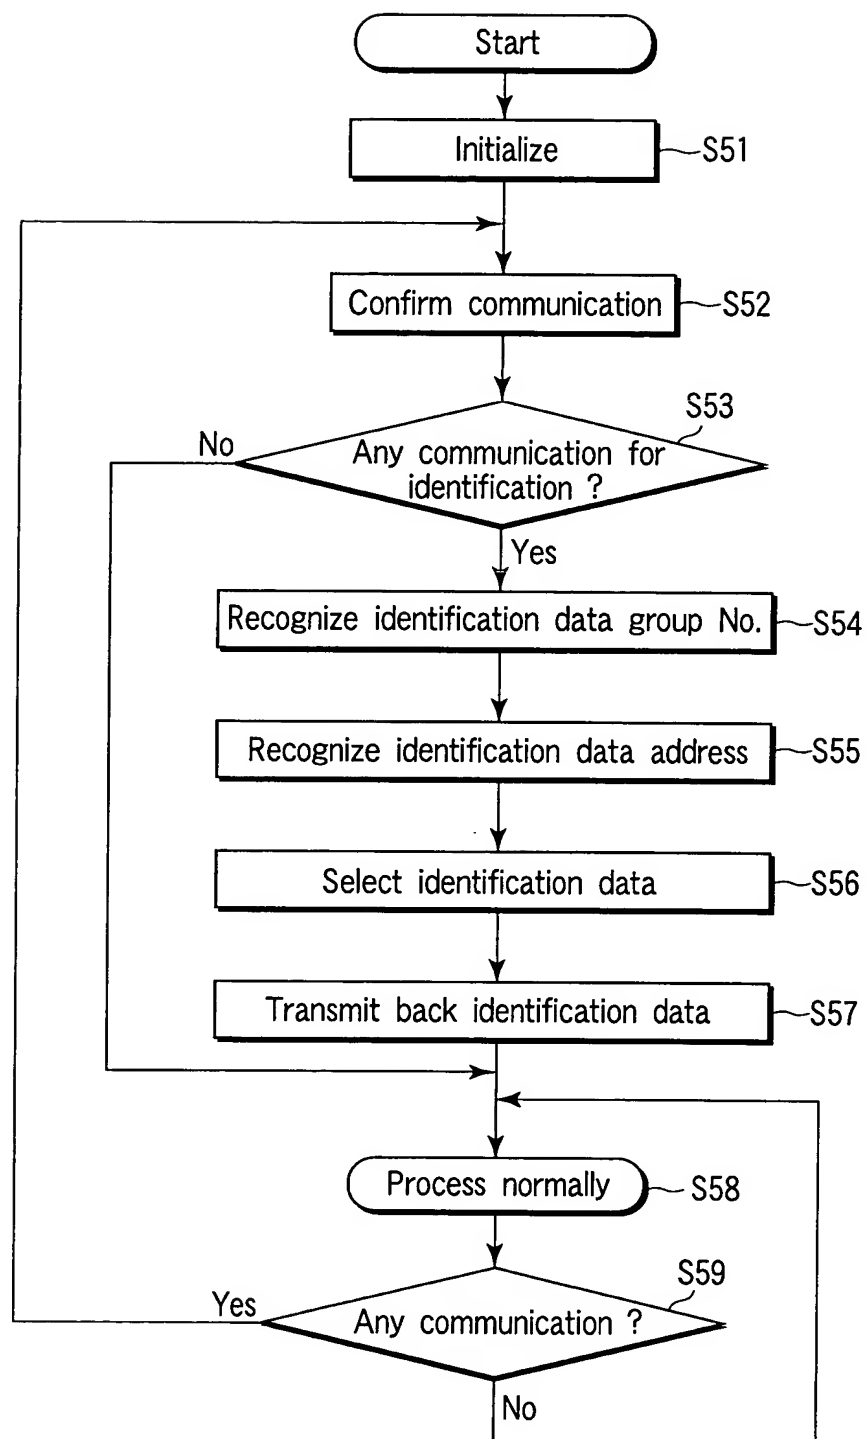 Start
Initialize
S51
Confirm communication
S52
S53
No
Any communication for
identification ?
Yes
Recognize identification data group No.
S54
Recognize identification data address
S55
Select identification data
S56
Transmit back identification data
S57
Process normally
S58
S59
Yes
Any communication ?
No